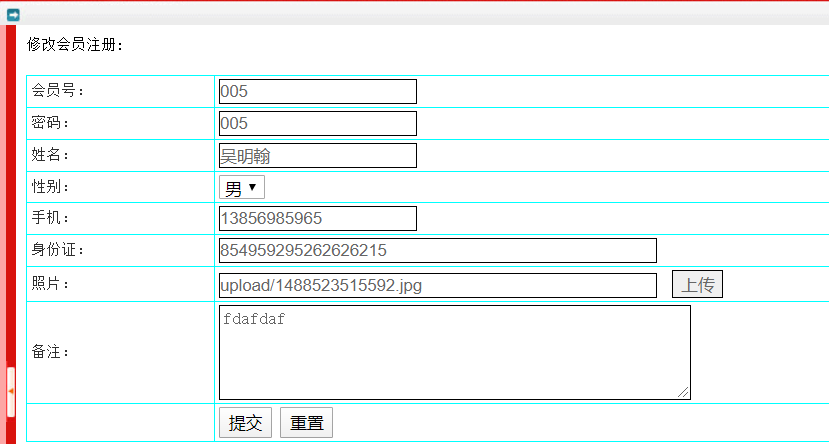 修改会员注册：
会员号： 005
密码： 005
姓名： 吴明翰
性别： 男
手机： 13856985965
身份证： 854959295262626215
照片： upload/1488523515592.jpg 上传
备注： fdafdaf
提交 重置